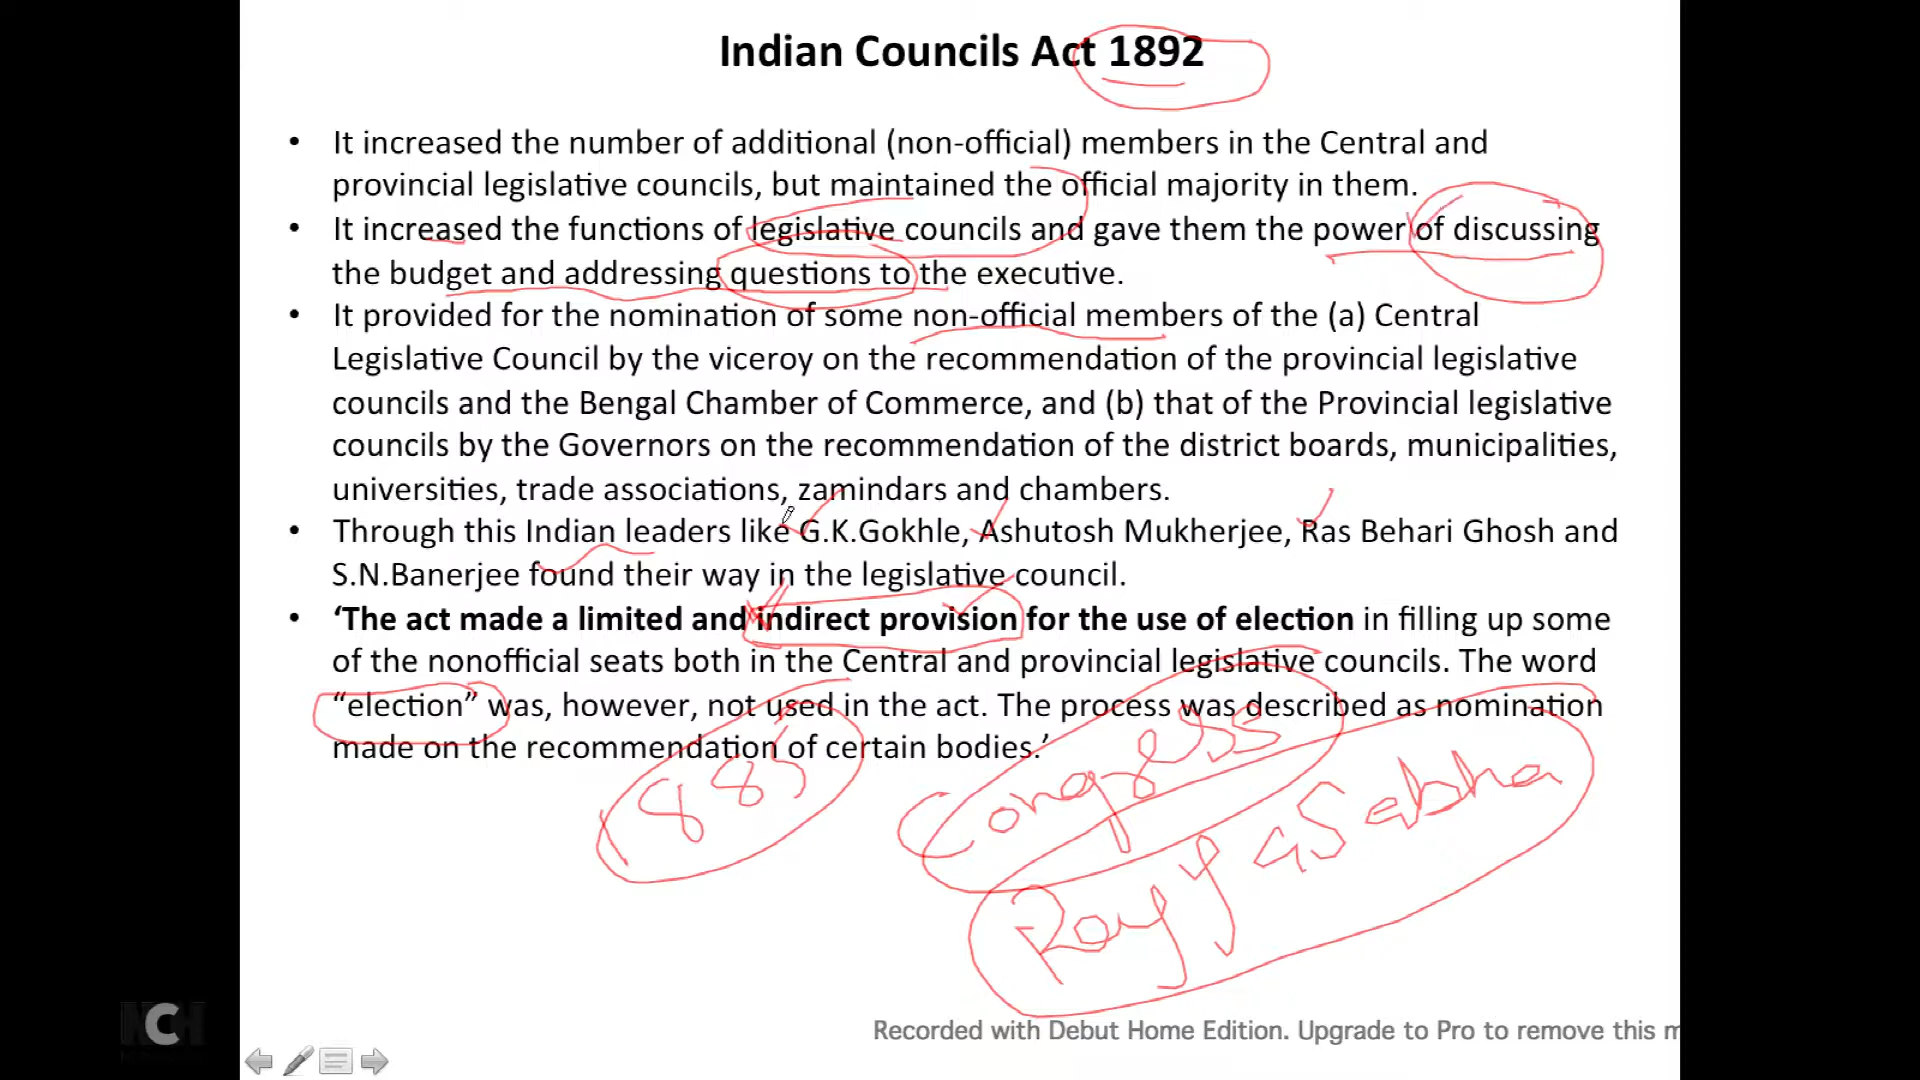 Indian Councils Act 1892
• It increased the number of additional (non-official) members in the Central and
provincial legislative councils, but maintained the official majority in them.
• It increased the functions of legislative councils and gave them the power of discussing
the budget and addressing questions to the executive.
• It provided for the nomination of some non-official members of the (a) Central
Legislative Council by the viceroy on the recommendation of the provincial legislative
councils and the Bengal Chamber of Commerce, and (b) that of the Provincial legislative
councils by the Governors on the recommendation of the district boards, municipalities,
universities, trade associations, zamindars and chambers.
• Through this Indian leaders like G.K.Gokhle, Ashutosh Mukherjee, Ras Behari Ghosh and
S.N.Banerjee found their way in the legislative council.
• ‘The act made a limited and indirect provision for the use of election in filling up some
of the nonofficial seats both in the Central and provincial legislative councils. The word
“election” was, however, not used in the act. The process was described as nomination
made on the recommendation of certain bodies.’
885
Congress
Rayya Sabha
Recorded with Debut Home Edition. Upgrade to Pro to remove this m